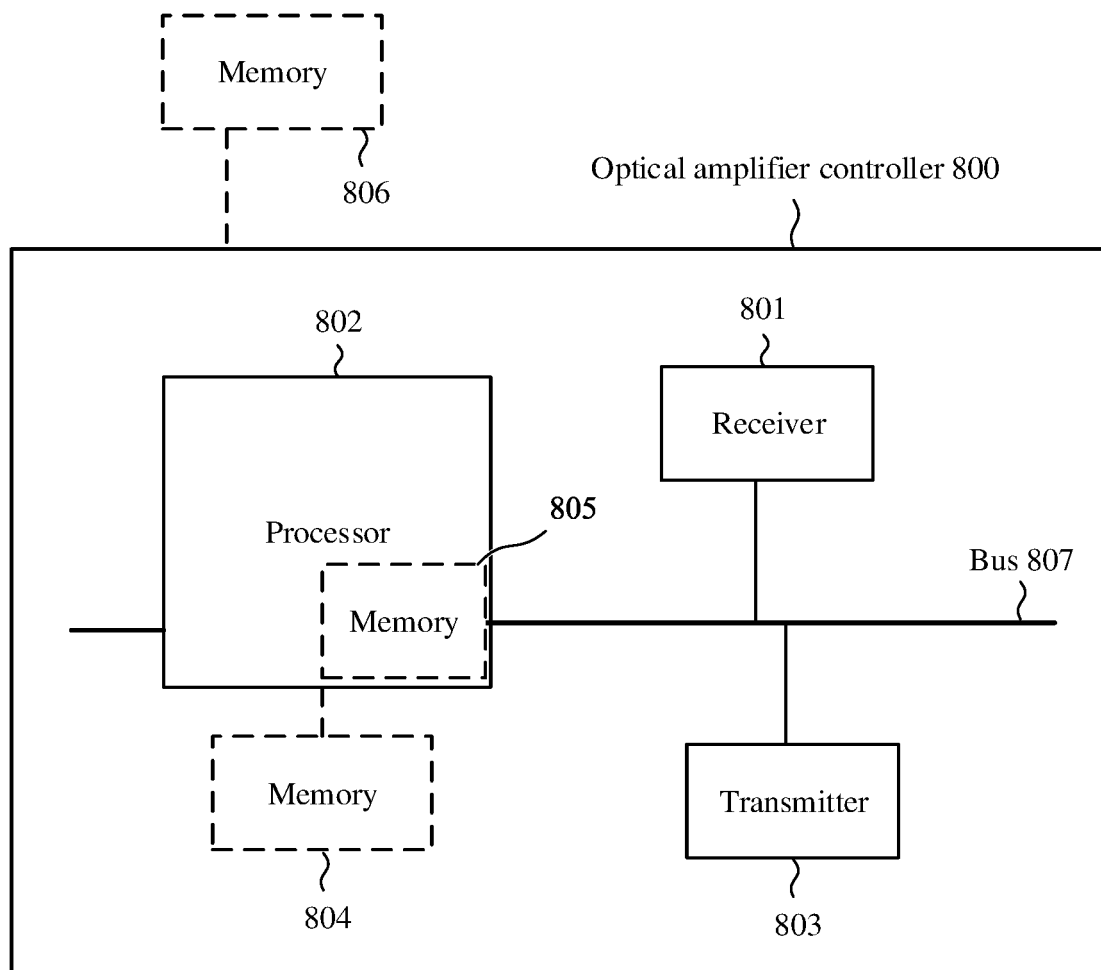 Memory
806
Optical amplifier controller 800
802
801
Receiver
805
Processor
Bus 807
Memory
Memory
Transmitter
804
803